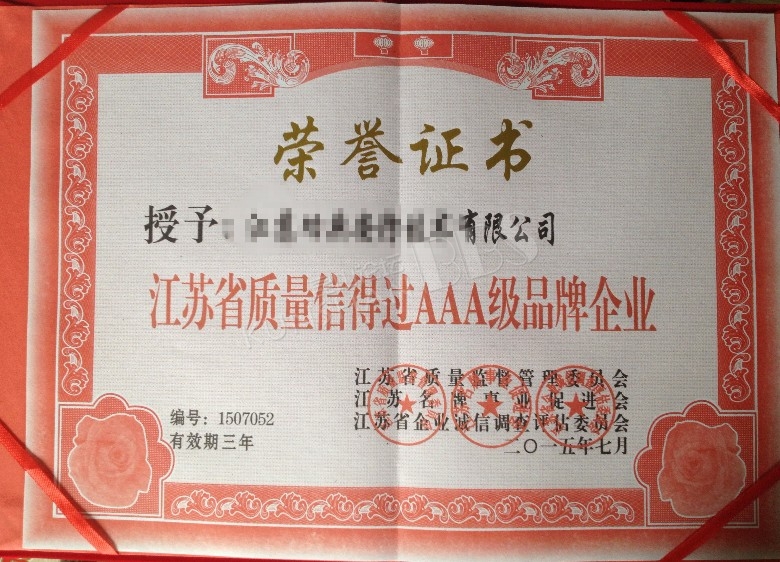 荣誉证书
授予 有限公司
江苏省质量信得过AAA级品牌企业
江苏省质量监督管理委员会
江苏名牌事业促进会
江苏省企业诚信调查评估委员会
二〇一五年七月
编号:1507052
有效期三年